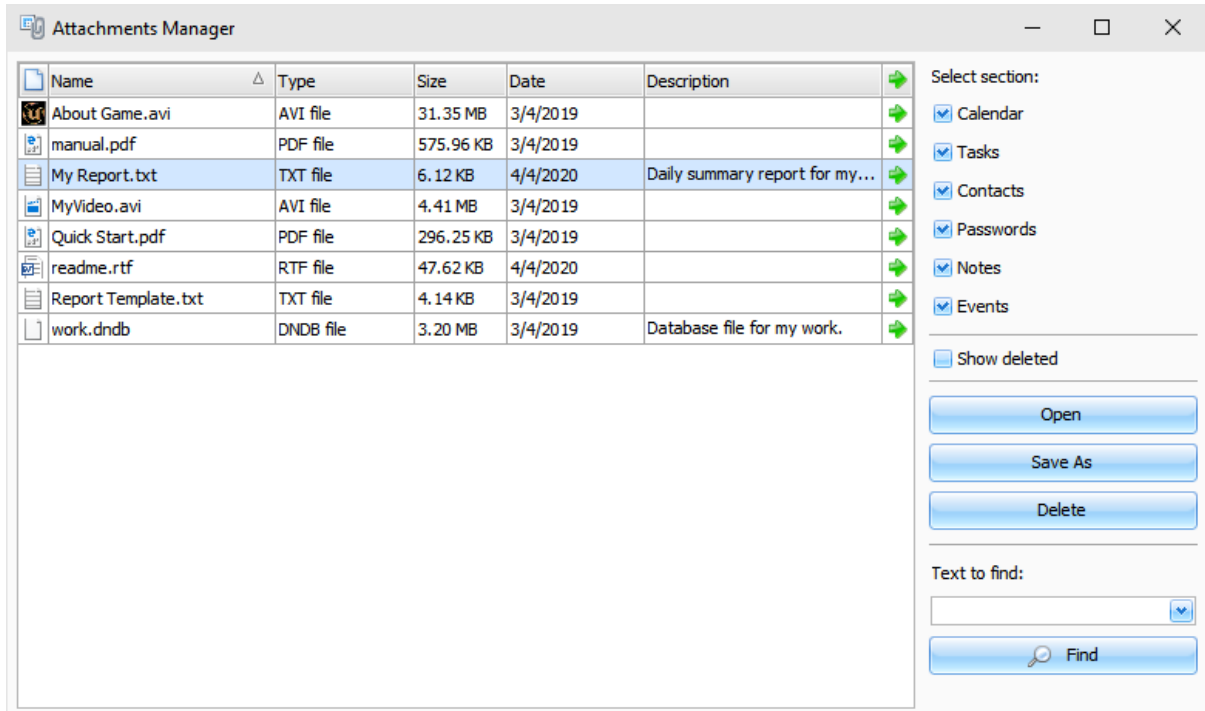 Attachments Manager
Name Type Size Date Description
About Game.avi AVI file 31.35 MB 3/4/2019
manual.pdf PDF file 575.96 KB 3/4/2019
My Report.txt TXT file 6.12 KB 4/4/2020 Daily summary report for my...
MyVideo.avi AVI file 4.41 MB 3/4/2019
Quick Start.pdf PDF file 296.25 KB 3/4/2019
readme.rtf RTF file 47.62 KB 4/4/2020
Report Template.txt TXT file 4.14 KB 3/4/2019
work.dndb DNDB file 3.20 MB 3/4/2019 Database file for my work.
Select section:
Calendar
Tasks
Contacts
Passwords
Notes
Events
Show deleted
Open
Save As
Delete
Text to find:
Find